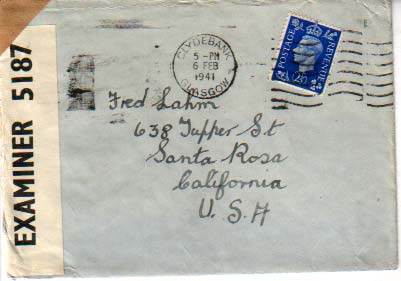 EXAMINER 5187
CLYDEBANK
5 - PM
6 FEB
1941
GLASGOW
POSTAGE
REVENUE
2½
Fred Lahm
638 Tupper St
Santa Rosa
California
U. S. A